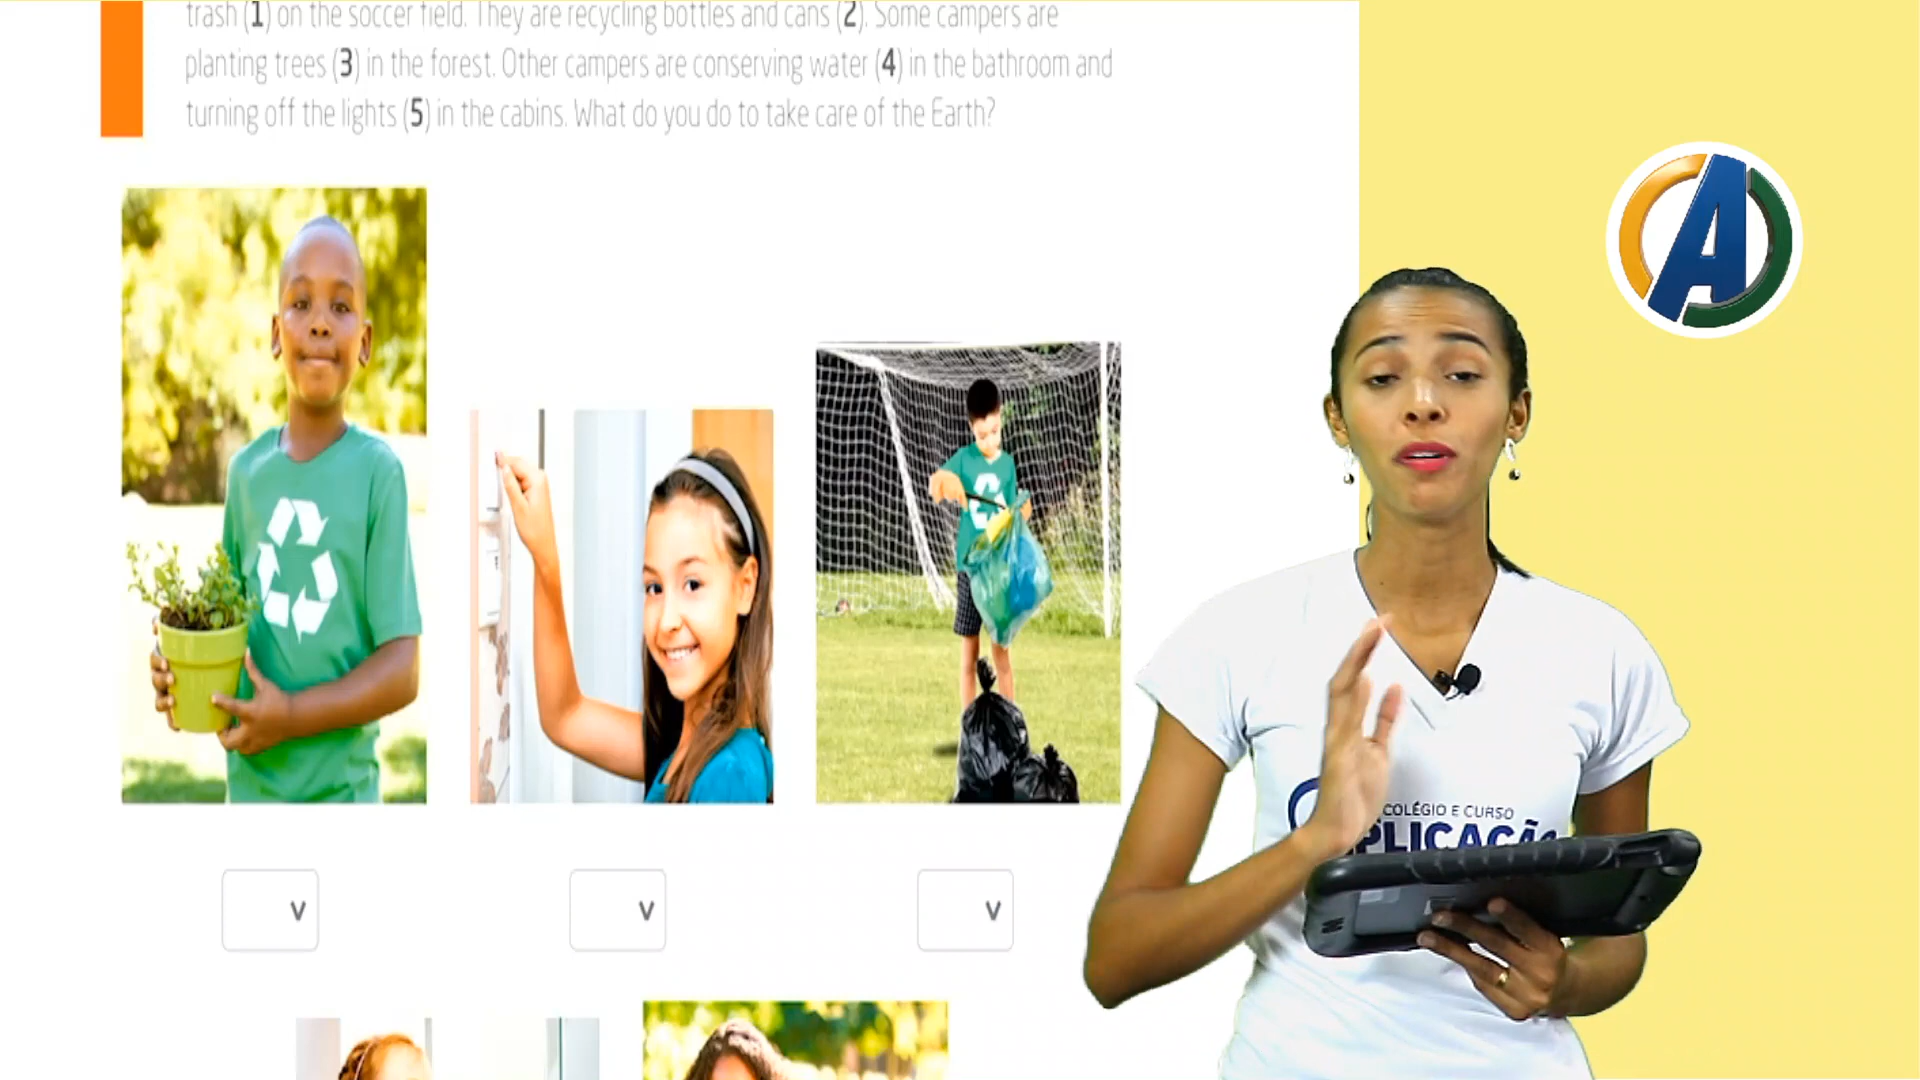 trash (1) on the soccer field. They are recycling bottles and cans (2). Some campers are
planting trees (3) in the forest. Other campers are conserving water (4) in the bathroom and
turning off the lights (5) in the cabins. What do you do to take care of the Earth?
A
v
v
v
COLÉGIO E CURSO
PLICAÇÃO